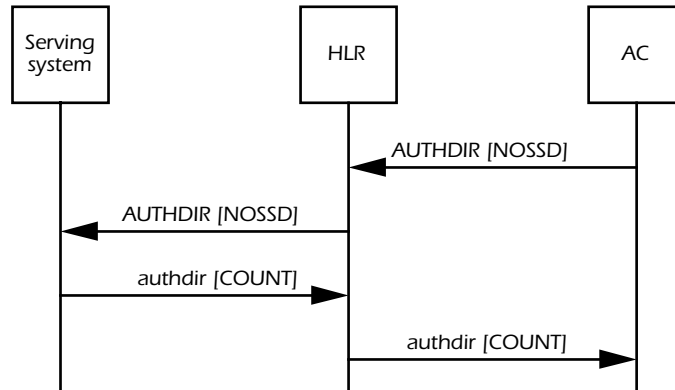 Serving
system
HLR
AC
AUTHDIR [NOSSD]
AUTHDIR [NOSSD]
authdir [COUNT]
authdir [COUNT]